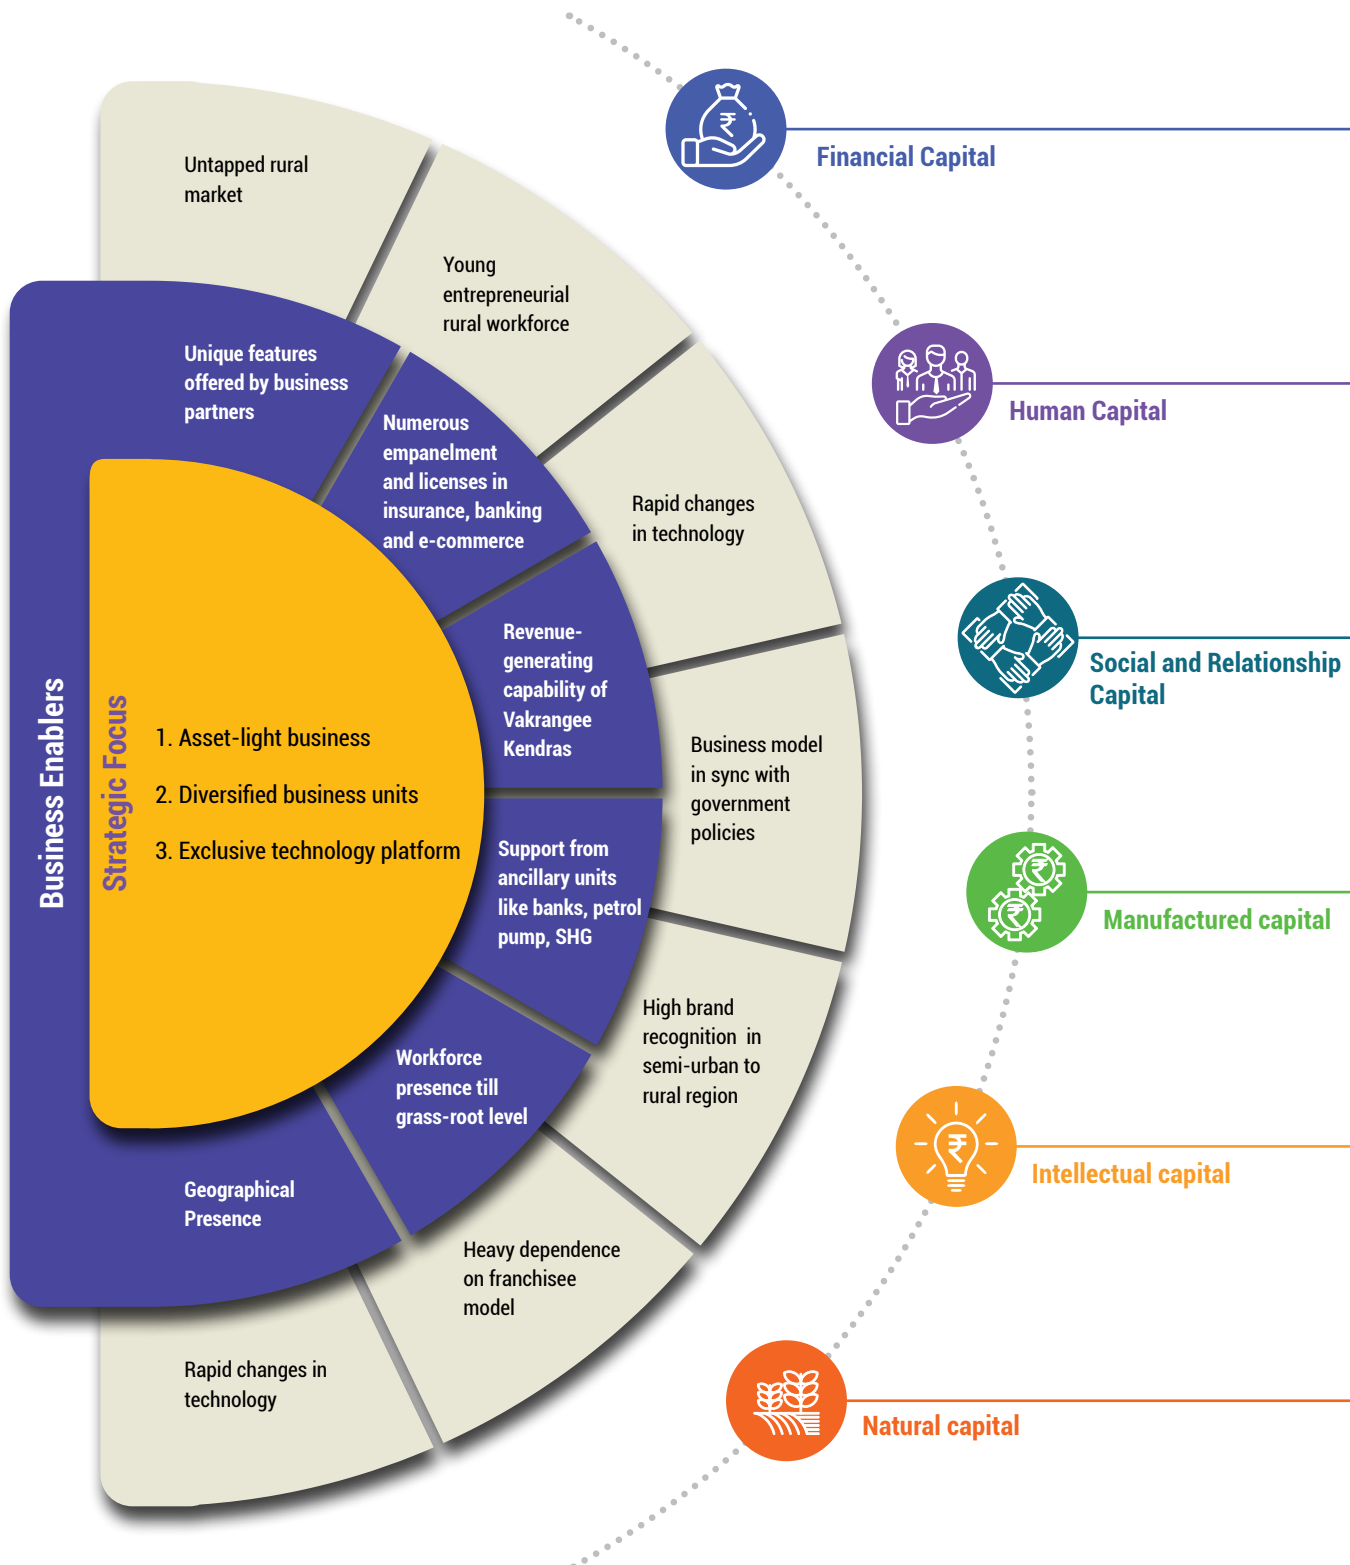 Untapped rural
market
Young
entrepreneurial
rural workforce
Rapid changes
in technology
Business model
in sync with
government
policies
High brand
recognition  in
semi-urban to
rural region
Heavy dependence
on franchisee
model
Rapid changes in
technology
Business Enablers
Unique features
offered by business
partners
Numerous
empanelment
and licenses in
insurance, banking
and e-commerce
Revenue-
generating
capability of
Vakrangee
Kendras
Support from
ancillary units
like banks, petrol
pump, SHG
Workforce
presence till
grass-root level
Geographical
Presence
Strategic Focus
1. Asset-light business
2. Diversified business units
3. Exclusive technology platform
₹
Financial Capital
Human Capital
Social and Relationship
Capital
₹
₹
Manufactured capital
₹
Intellectual capital
Natural capital